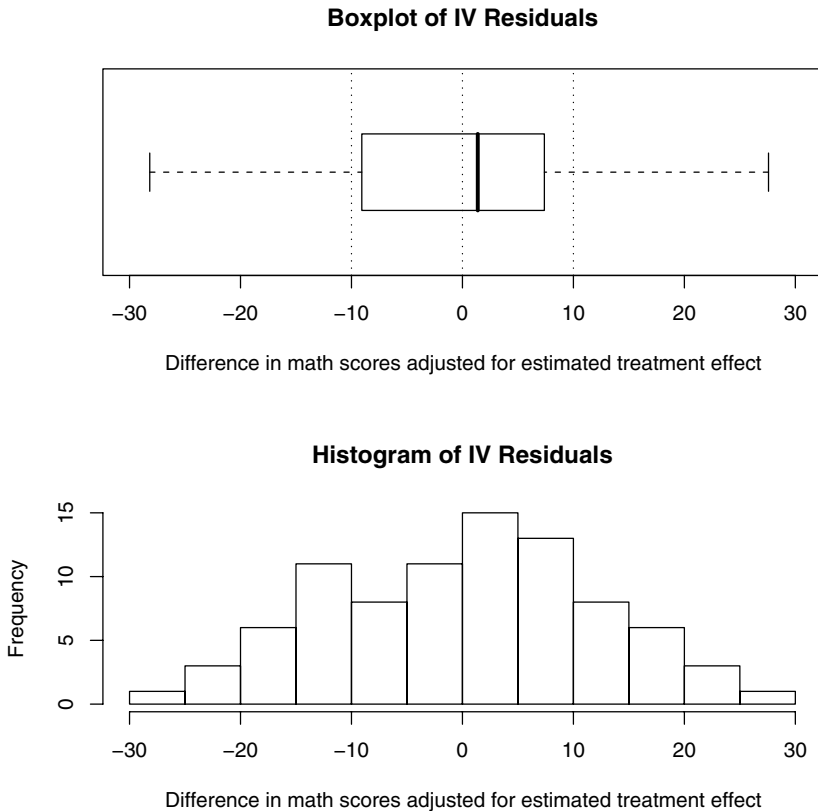 Boxplot of IV Residuals
−30 −20 −10 0 10 20 30
Difference in math scores adjusted for estimated treatment effect
Histogram of IV Residuals
Frequency
15
10
5
0
−30 −20 −10 0 10 20 30
Difference in math scores adjusted for estimated treatment effect